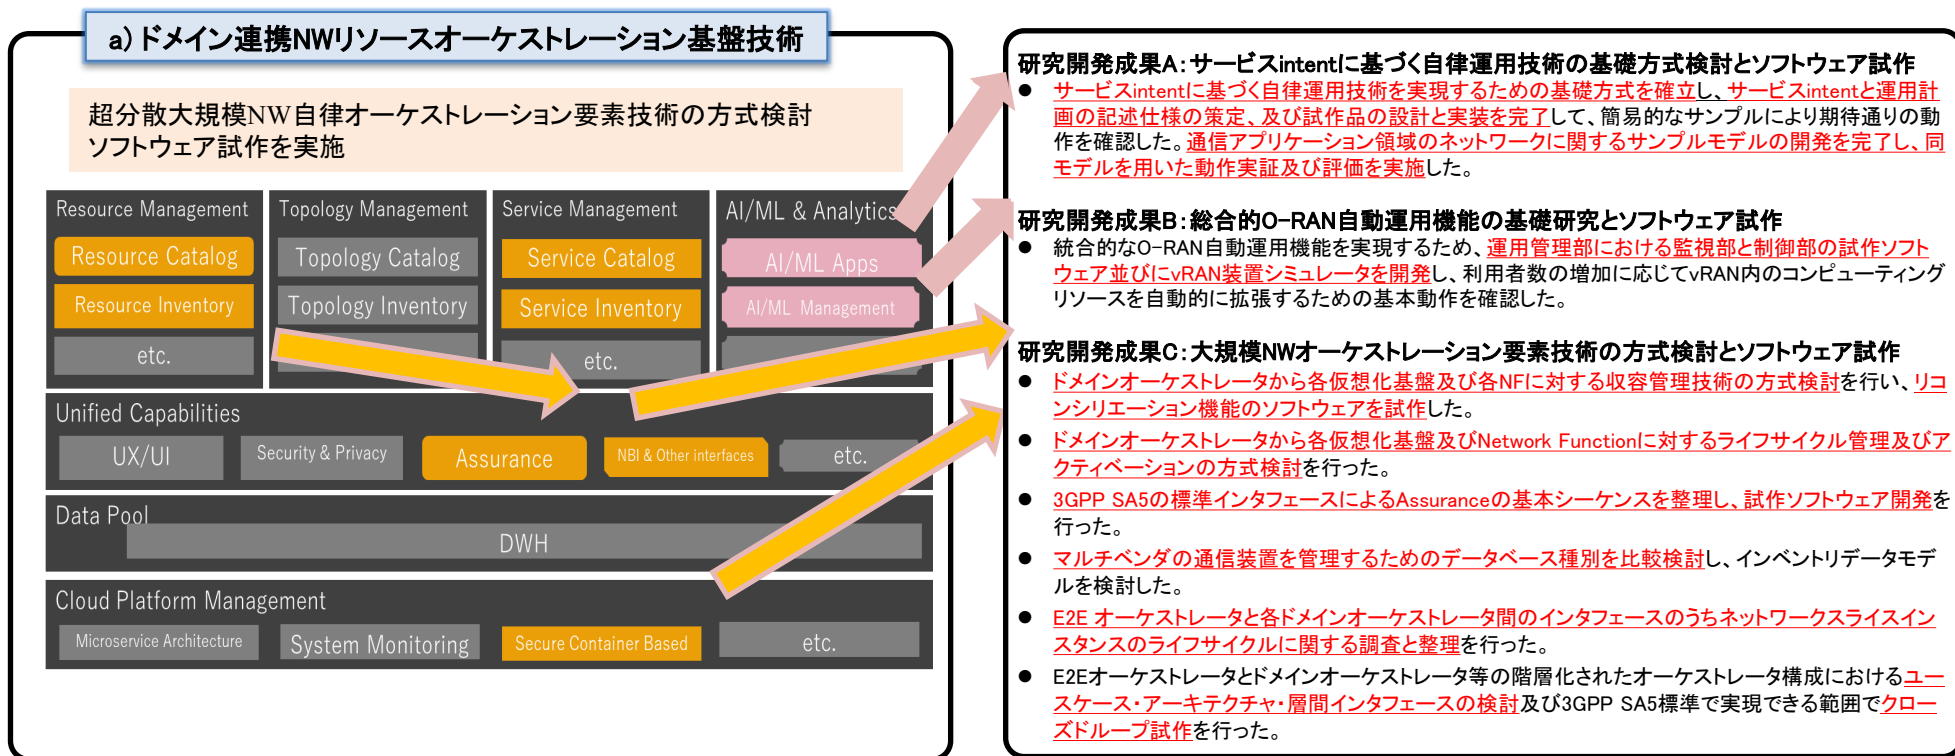 a)ドメイン連携NWリソースオーケストレーション基盤技術
超分散大規模NW自律オーケストレーション要素技術の方式検討
ソフトウェア試作を実施
Resource Management
Resource Catalog
Resource Inventory
etc.
Topology Management
Topology Catalog
Topology Inventory
Service Management
Service Catalog
Service Inventory
etc.
AI/ML & Analytics
AI/ML Apps
AI/ML Management
Unified Capabilities
UX/UI
Security & Privacy
Assurance
NBI & Other interfaces
etc.
Data Pool
DWH
Cloud Platform Management
Microservice Architecture
System Monitoring
Secure Container Based
etc.
研究開発成果A:サービスintentに基づく自律運用技術の基礎方式検討とソフトウェア試作
● サービスintentに基づく自律運用技術を実現するための基礎方式を確立し、サービスintentと運用計
画の記述仕様の策定、及び試作品の設計と実装を完了して、簡易的なサンプルにより期待通りの動
作を確認した。通信アプリケーション領域のネットワークに関するサンプルモデルの開発を完了し、同
モデルを用いた動作実証及び評価を実施した。
研究開発成果B:総合的O-RAN自動運用機能の基礎研究とソフトウェア試作
● 統合的なO-RAN自動運用機能を実現するため、運用管理部における監視部と制御部の試作ソフト
ウェア並びにvRAN装置シミュレータを開発し、利用者数の増加に応じてvRAN内のコンピューティング
リソースを自動的に拡張するための基本動作を確認した。
研究開発成果C:大規模NWオーケストレーション要素技術の方式検討とソフトウェア試作
● ドメインオーケストレータから各仮想化基盤及び各NFに対する収容管理技術の方式検討を行い、リコ
ンシリエーション機能のソフトウェアを試作した。
● ドメインオーケストレータから各仮想化基盤及びNetwork Functionに対するライフサイクル管理及びア
クティベーションの方式検討を行った。
● 3GPP SA5の標準インタフェースによるAssuranceの基本シーケンスを整理し、試作ソフトウェア開発を
行った。
● マルチベンダの通信装置を管理するためのデータベース種別を比較検討し、インベントリデータモデ
ルを検討した。
● E2E オーケストレータと各ドメインオーケストレータ間のインタフェースのうちネットワークスライスイン
スタンスのライフサイクルに関する調査と整理を行った。
● E2Eオーケストレータとドメインオーケストレータ等の階層化されたオーケストレータ構成におけるユー
スケース・アーキテクチャ・層間インタフェースの検討及び3GPP SA5標準で実現できる範囲でクロー
ズドループ試作を行った。